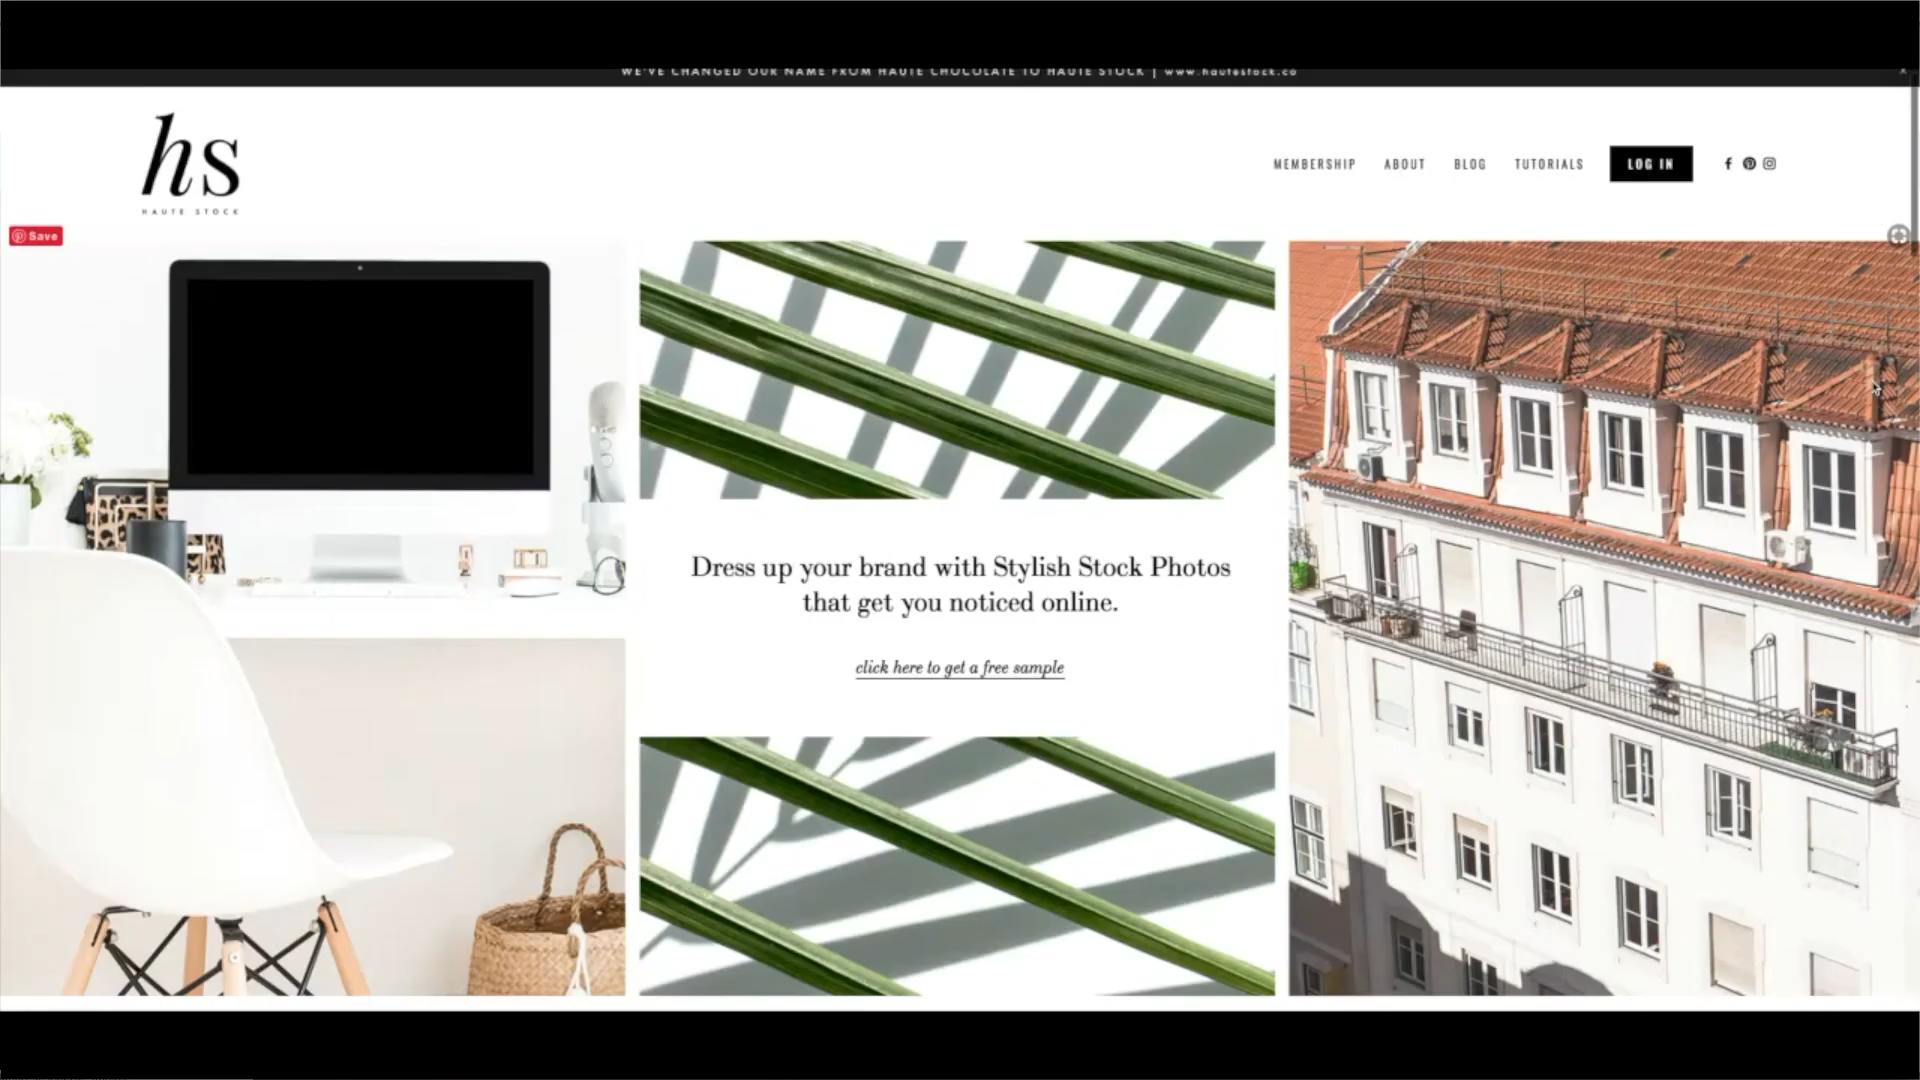 WE'VE CHANGED OUR NAME FROM HAUTE CHOCOLATE TO HAUTE STOCK | www.hautestock.co
hs
HAUTE STOCK
MEMBERSHIP ABOUT BLOG TUTORIALS LOG IN
Save
Dress up your brand with Stylish Stock Photos
that get you noticed online.
click here to get a free sample